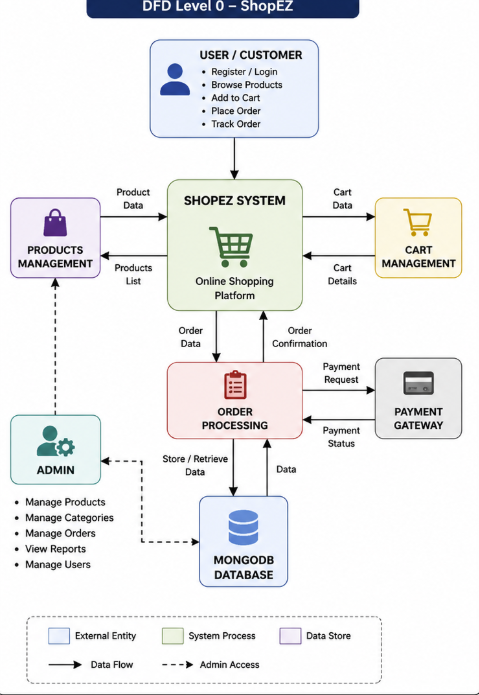 DFD Level 0 – ShopEZ
USER / CUSTOMER
• Register / Login
• Browse Products
• Add to Cart
• Place Order
• Track Order
Product
Data
SHOPEZ SYSTEM
Online Shopping
Platform
Cart
Data
PRODUCTS
MANAGEMENT
Products
List
Cart
Details
CART
MANAGEMENT
Order
Data
Order
Confirmation
Payment
Request
ORDER
PROCESSING
PAYMENT
GATEWAY
Payment
Status
ADMIN
Store / Retrieve
Data
Data
• Manage Products
• Manage Categories
• Manage Orders
• View Reports
• Manage Users
MONGODB
DATABASE
External Entity
System Process
Data Store
Data Flow
Admin Access